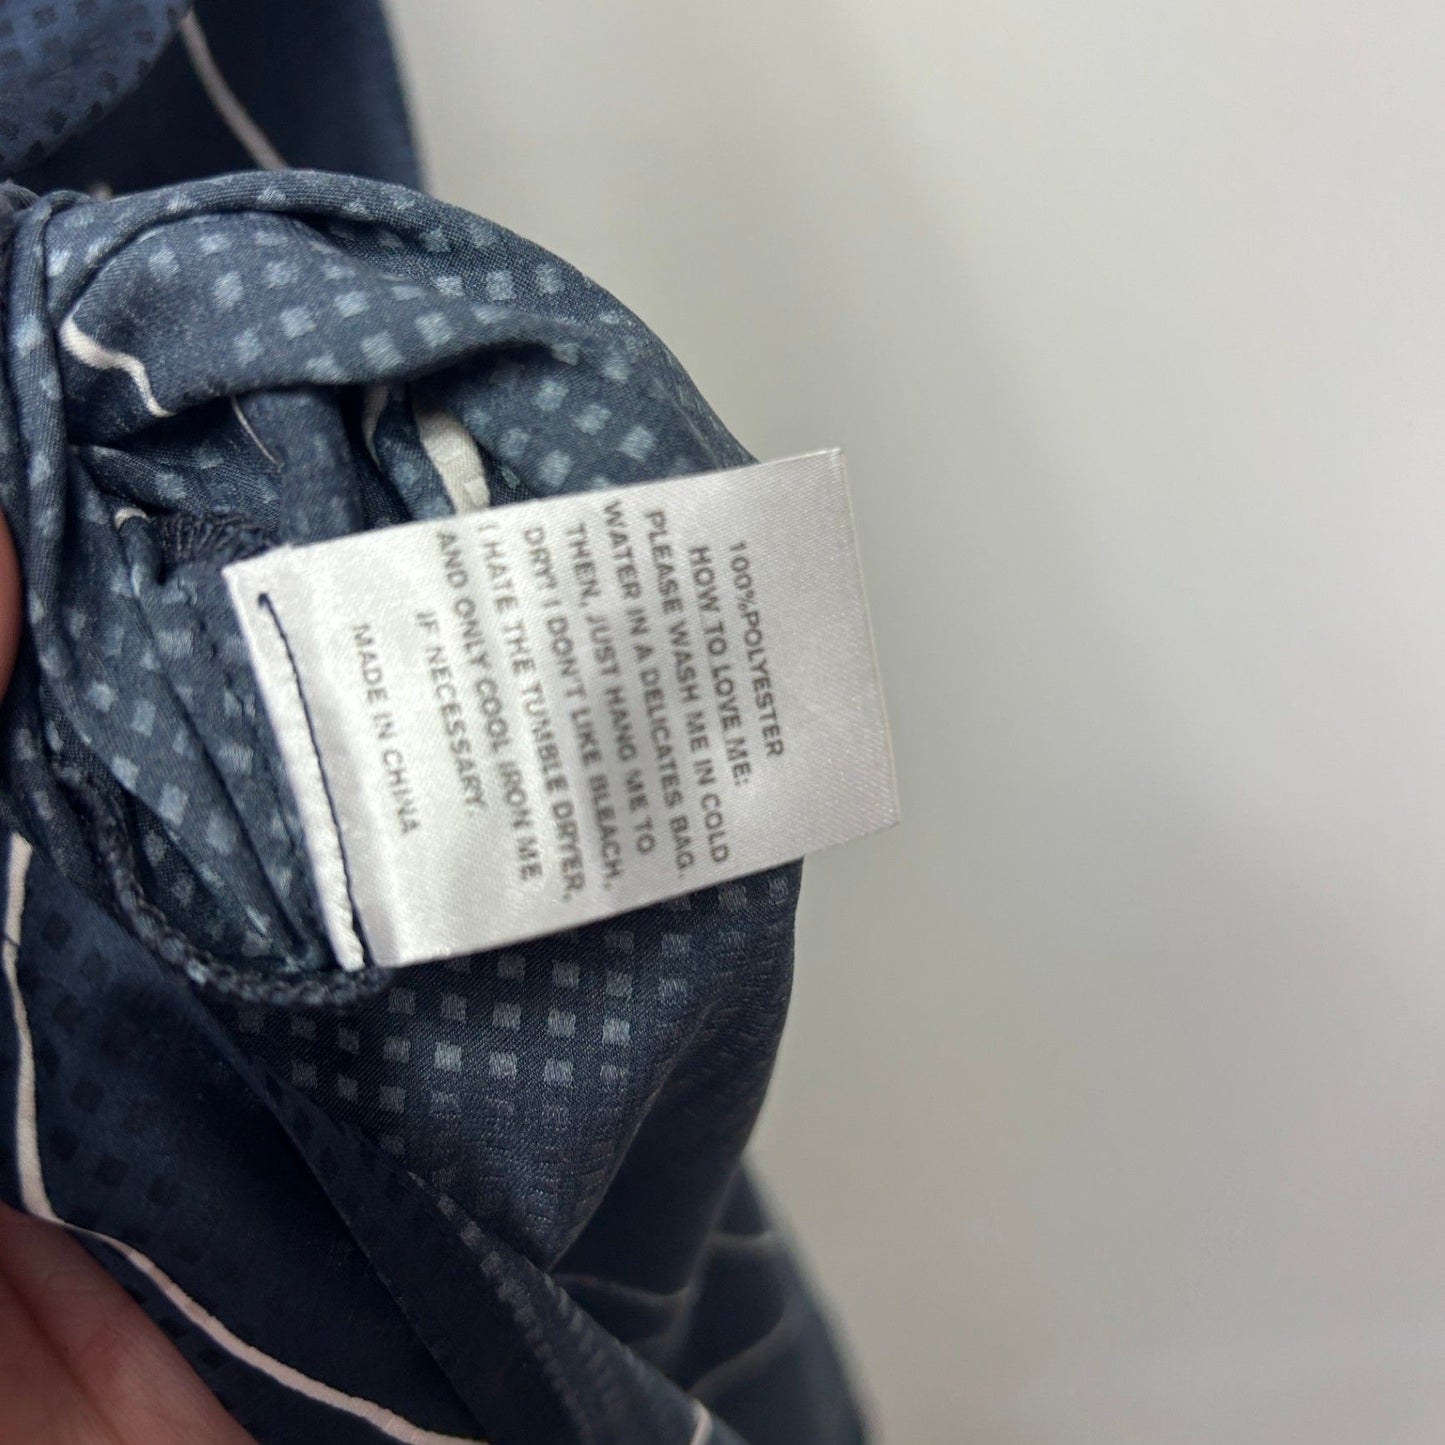 100%POLYESTER
HOW TO LOVE ME:
PLEASE WASH ME IN COLD
WATER IN A DELICATES BAG.
THEN, JUST HANG ME TO
DRY! I DON'T LIKE BLEACH,
I HATE THE TUMBLE DRYER,
AND ONLY COOL IRON ME
IF NECESSARY.
MADE IN CHINA